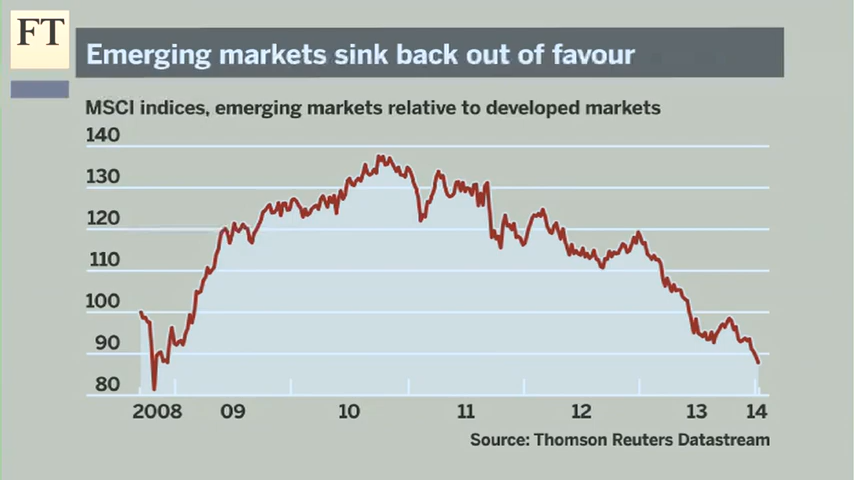 FT
Emerging markets sink back out of favour
MSCI indices, emerging markets relative to developed markets
140
130
120
110
100
90
80
2008 09 10 11 12 13 14
Source: Thomson Reuters Datastream